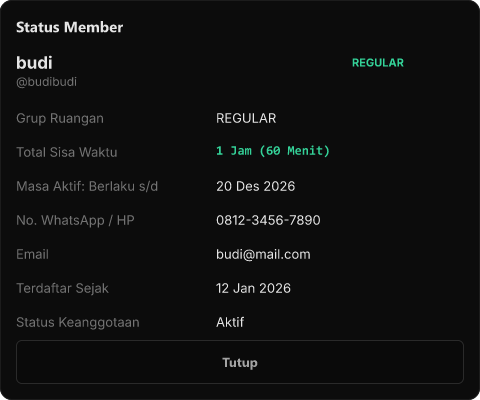 Status Member
budi
REGULAR
@budibudi
Grup Ruangan REGULAR
Total Sisa Waktu 1 Jam (60 Menit)
Masa Aktif: Berlaku s/d 20 Des 2026
No. WhatsApp / HP 0812-3456-7890
Email budi@mail.com
Terdaftar Sejak 12 Jan 2026
Status Keanggotaan Aktif
Tutup